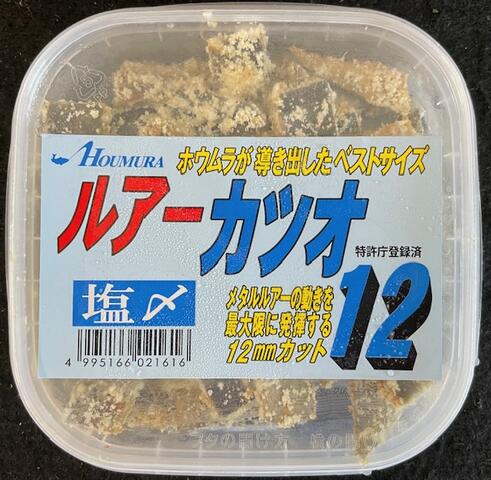 HOUMURA
ホウムラが導き出したベストサイズ
ルアーカツオ
特許庁登録済
塩〆
メタルルアーの動きを
最大限に発揮する
12mmカット
12
4 995166 021616